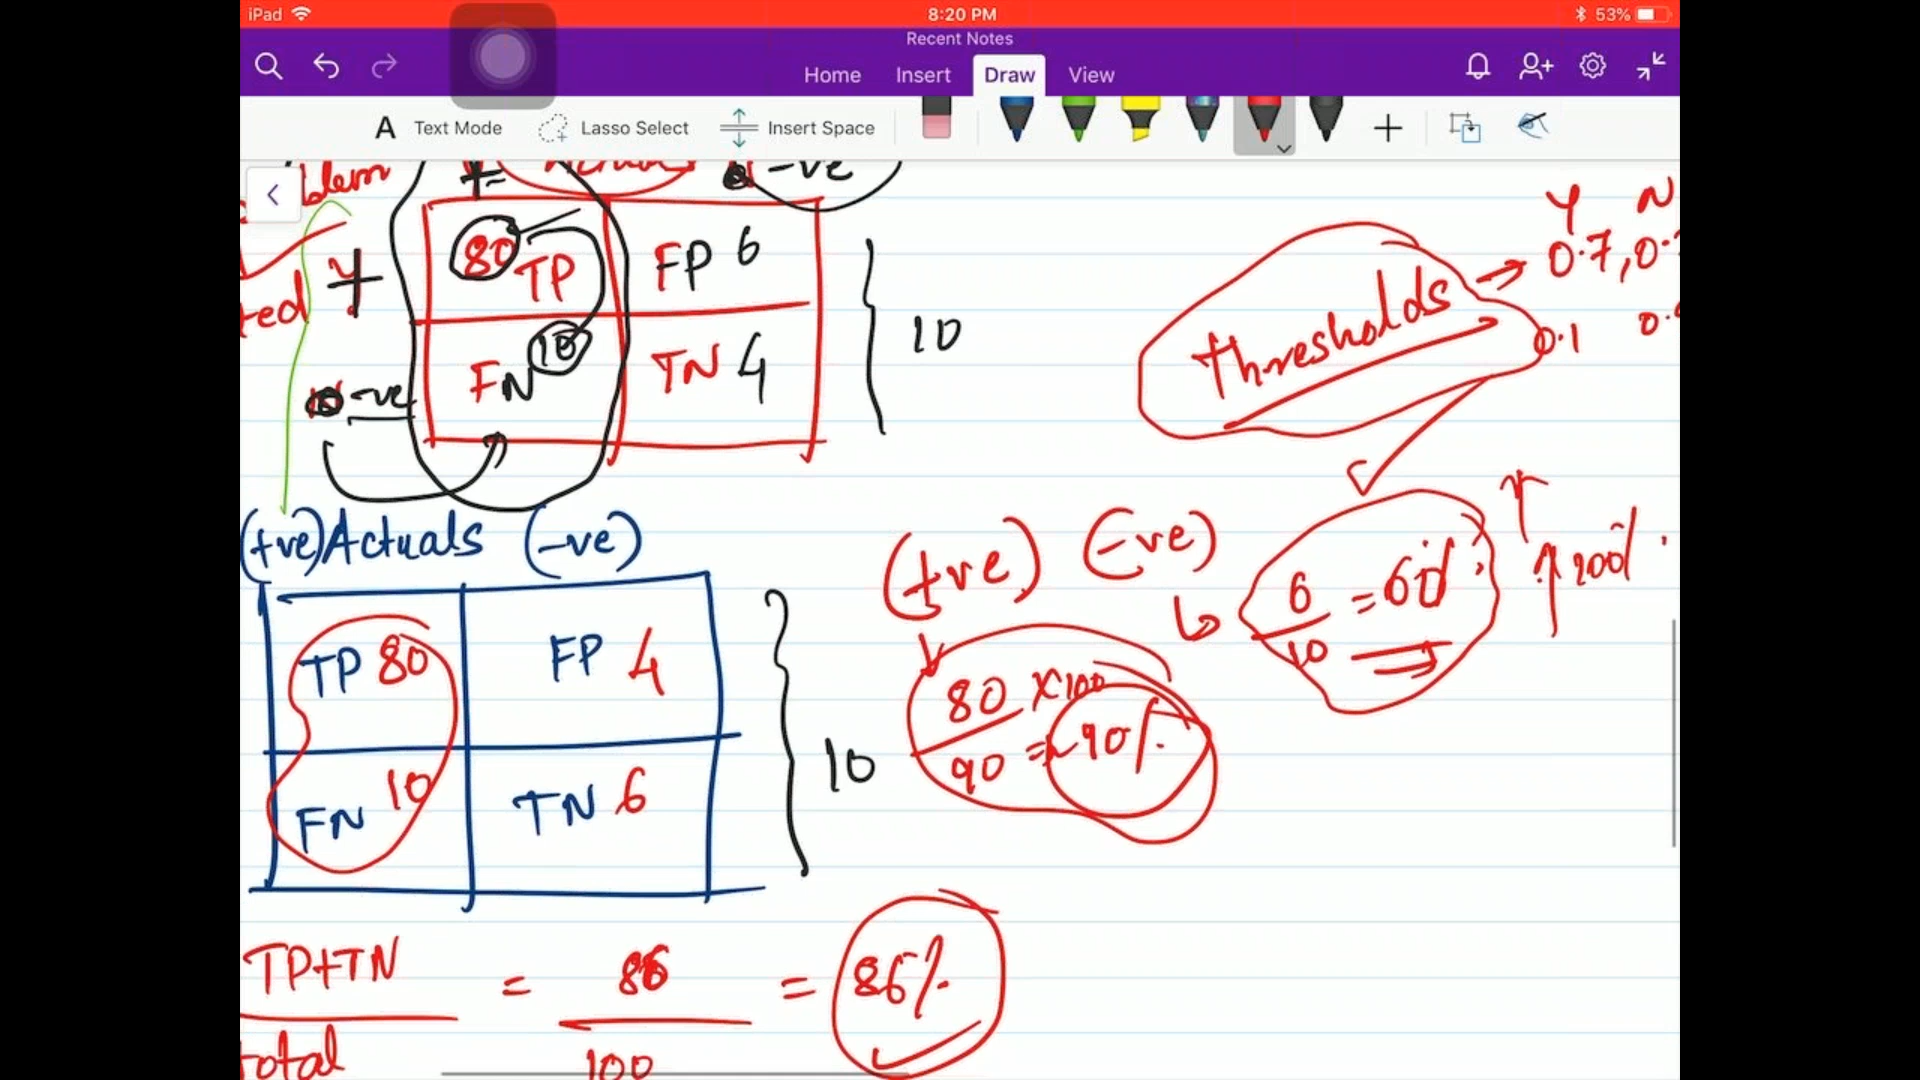 iPad
8:20 PM
53%
Recent Notes
Home Insert Draw View
A Text Mode Lasso Select Insert Space
-ve
Y N
80 TP FP 6
Y
0.7, 0.
thresholds
10
0.1 0.
FN 10 TN 4
-ve
(+ve) Actuals (-ve)
(+ve) (-ve)
6/10 = 60%
TP 80 FP 4
80/90 x100 = ~90%
10
FN 10 TN 6
TP+TN = 86 = 86%
total 100